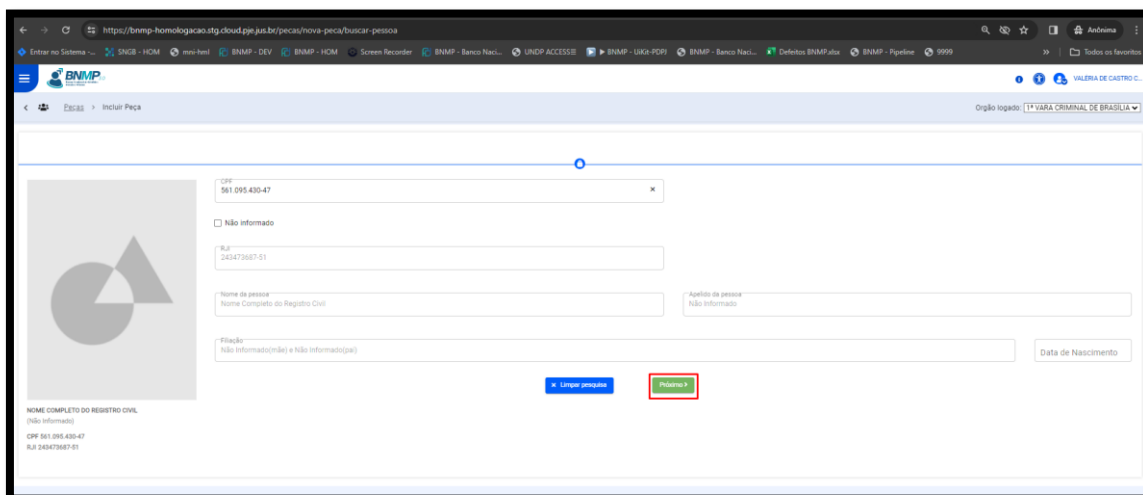 https://bnmp-homologacao.stg.cloud.pje.jus.br/pecas/nova-peca/buscar-pessoa
Anônima
Entrar no Sistema -... SNGB - HOM mni-hml BNMP - DEV BNMP - HOM Screen Recorder BNMP - Banco Naci... UNDP ACCESS BNMP - UiKit-PDPJ BNMP - Banco Naci... Defeitos BNMP.xlsx BNMP - Pipeline 9999 » Todos os favoritos
BNMP
VALÉRIA DE CASTRO C...
Peças > Incluir Peça
Orgão logado: 1ª VARA CRIMINAL DE BRASÍLIA
CPF
561.095.430-47
Não informado
RJI
243473687-51
Nome da pessoa
Nome Completo do Registro Civil
Apelido da pessoa
Não Informado
Filiação
Não Informado(mãe) e Não Informado(pai)
Data de Nascimento
× Limpar pesquisa
Próximo >
NOME COMPLETO DO REGISTRO CIVIL
(Não Informado)
CPF 561.095.430-47
RJI 243473687-51